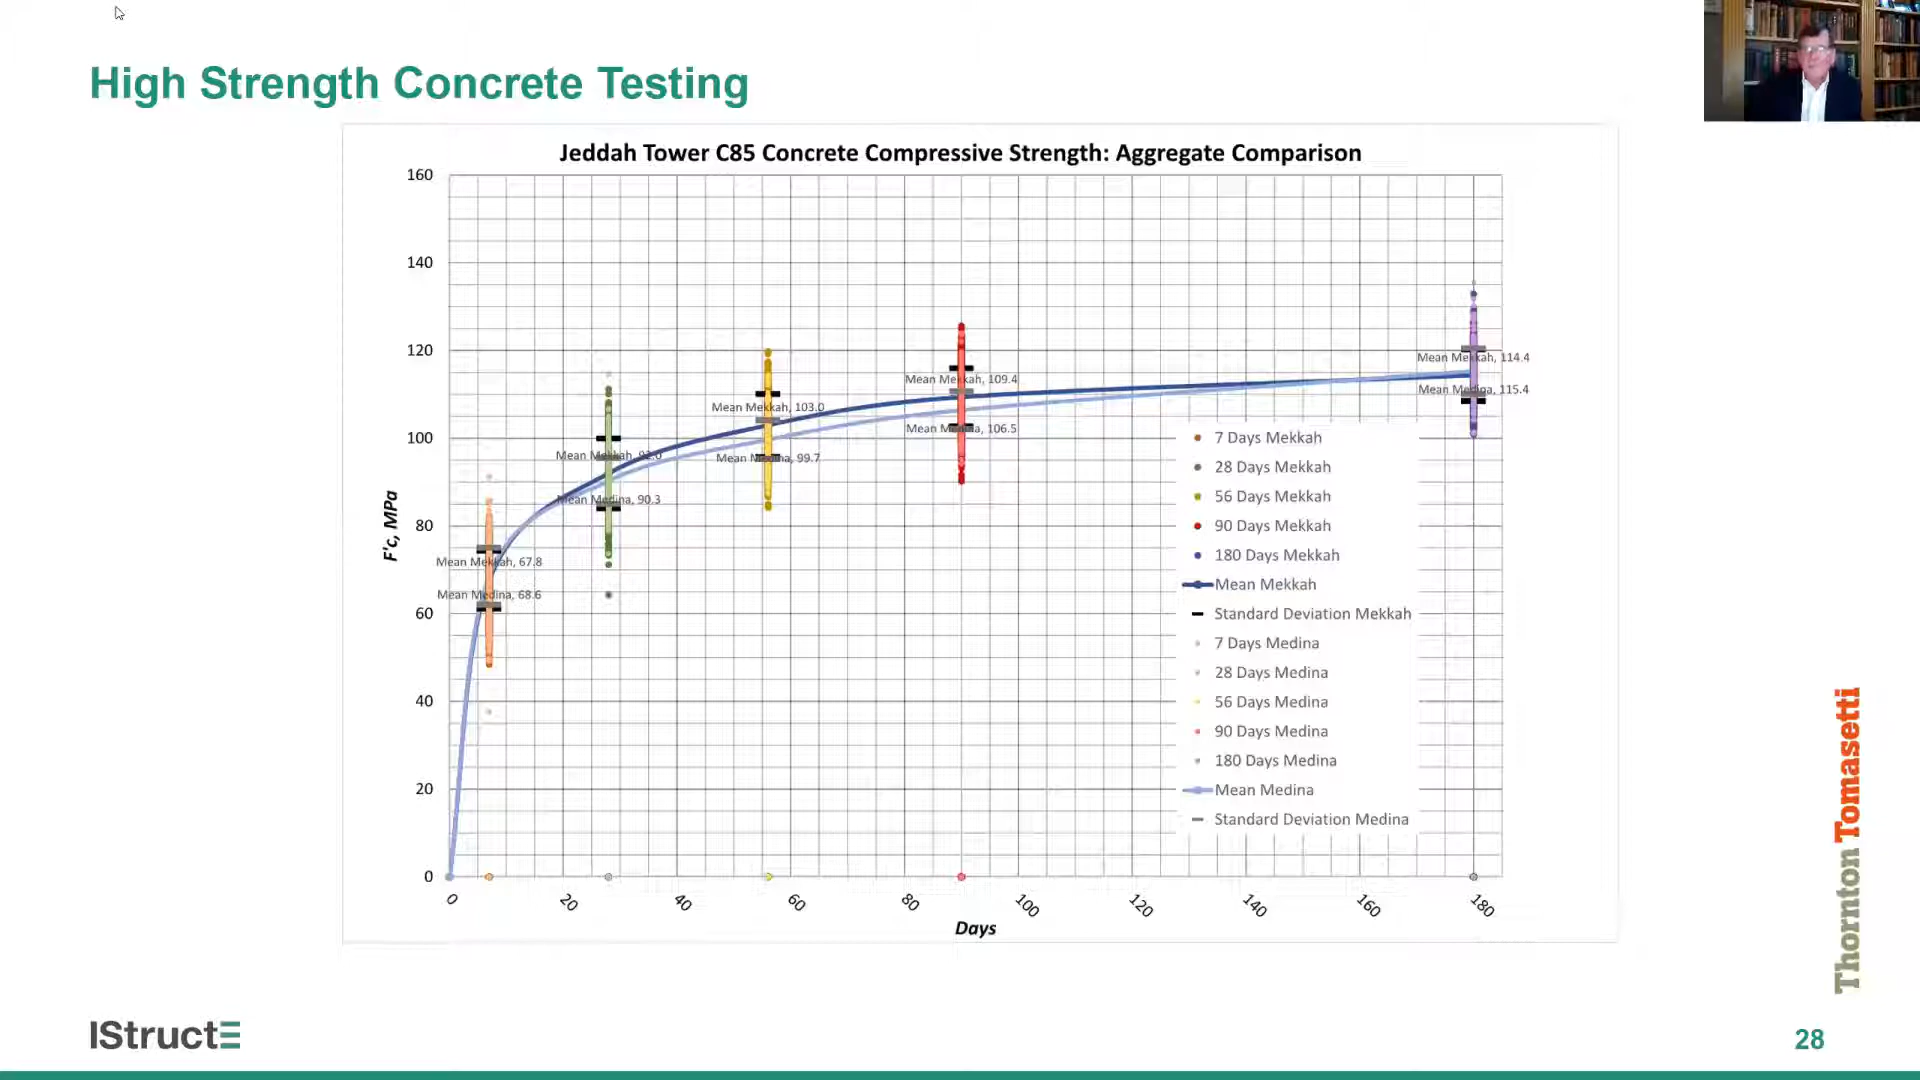 High Strength Concrete Testing
Jeddah Tower C85 Concrete Compressive Strength: Aggregate Comparison
160
140
120
100
80
60
40
20
0
F'c, MPa
0
20
40
60
80
100
120
140
160
180
Days
Mean Mekkah, 67.8
Mean Medina, 68.6
Mean Mekkah, 92.0
Mean Medina, 90.3
Mean Mekkah, 103.0
Mean Medina, 99.7
Mean Mekkah, 109.4
Mean Medina, 106.5
Mean Mekkah, 114.4
Mean Medina, 115.4
7 Days Mekkah
28 Days Mekkah
56 Days Mekkah
90 Days Mekkah
180 Days Mekkah
Mean Mekkah
Standard Deviation Mekkah
7 Days Medina
28 Days Medina
56 Days Medina
90 Days Medina
180 Days Medina
Mean Medina
Standard Deviation Medina
Thornton Tomasetti
IStructE
28